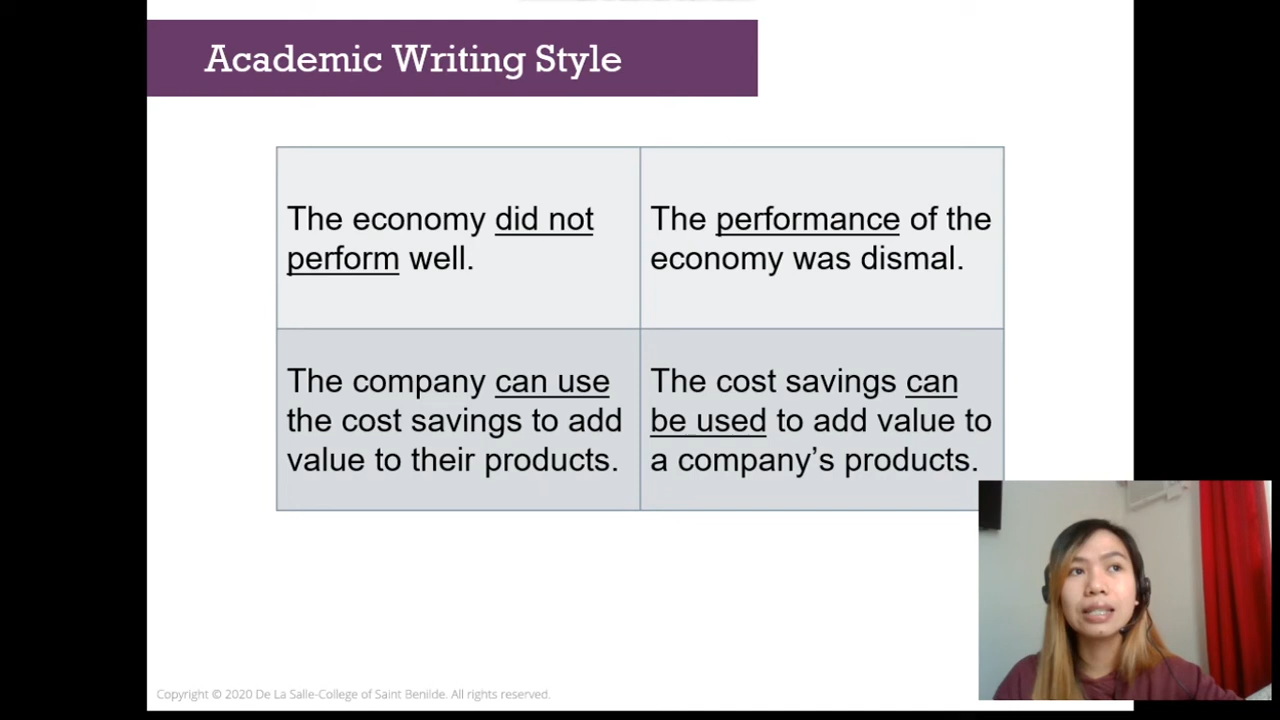 Academic Writing Style
The economy did not
perform well.
The performance of the
economy was dismal.
The company can use
the cost savings to add
value to their products.
The cost savings can
be used to add value to
a company’s products.
Copyright © 2020 De La Salle-College of Saint Benilde. All rights reserved.